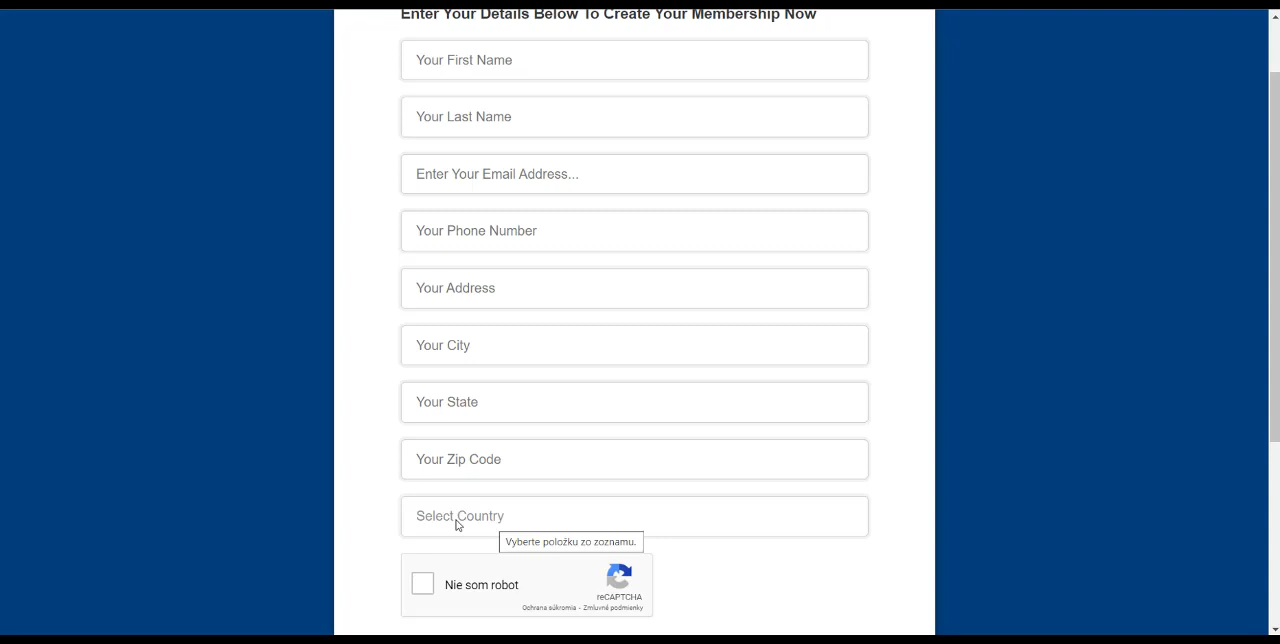 Enter Your Details Below To Create Your Membership Now
Your First Name
Your Last Name
Enter Your Email Address...
Your Phone Number
Your Address
Your City
Your State
Your Zip Code
Select Country
Vyberte položku zo zoznamu.
Nie som robot
reCAPTCHA
Ochrana súkromia - Zmluvné podmienky